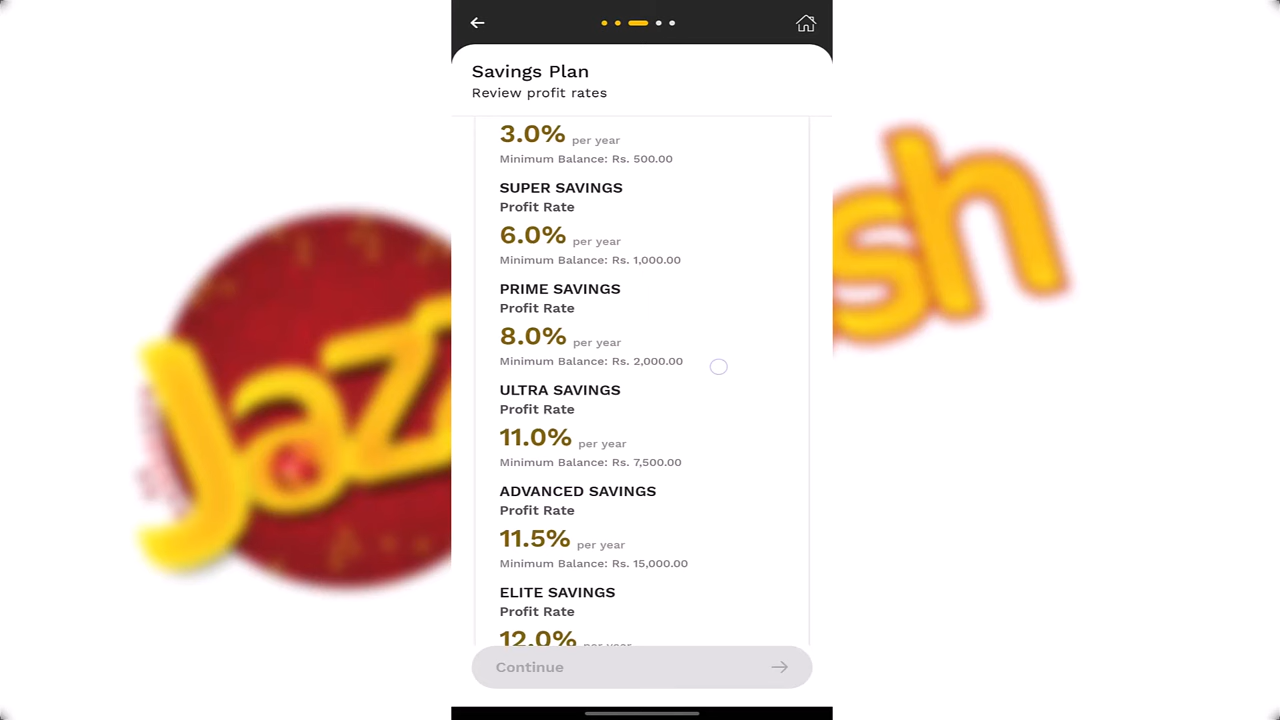 Savings Plan
Review profit rates
3.0% per year
Minimum Balance: Rs. 500.00
SUPER SAVINGS
Profit Rate
6.0% per year
Minimum Balance: Rs. 1,000.00
PRIME SAVINGS
Profit Rate
8.0% per year
Minimum Balance: Rs. 2,000.00
ULTRA SAVINGS
Profit Rate
11.0% per year
Minimum Balance: Rs. 7,500.00
ADVANCED SAVINGS
Profit Rate
11.5% per year
Minimum Balance: Rs. 15,000.00
ELITE SAVINGS
Profit Rate
12.0% per year
Continue
Jaz
sh